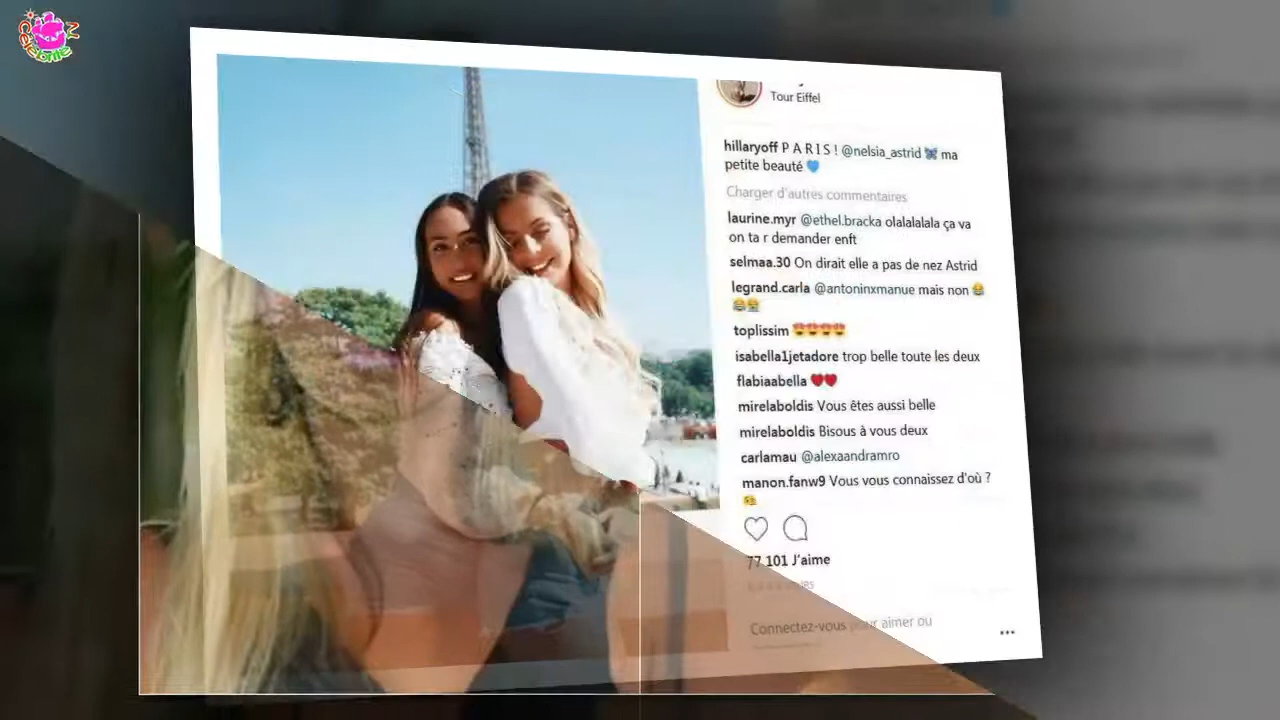 Célébrité
N
Tour Eiffel
hillaryoff P A R I S ! @nelsia_astrid 🦋 ma
petite beauté 💙
Charger d'autres commentaires
laurine.myr @ethel.bracka olalalalala ça va
on ta r demander enft
selmaa.30 On dirait elle a pas de nez Astrid
legrand.carla @antoninxmanue mais non 😂
😂😭
toplissim 😍😍😍😍
isabella1jetadore trop belle toute les deux
flabiaabella ❤️❤️
mirelaboldis Vous êtes aussi belle
mirelaboldis Bisous à vous deux
carlamau @alexaandramro
manon.fanw9 Vous vous connaissez d'où ?
77 101 J'aime
Connectez-vous pour aimer ou